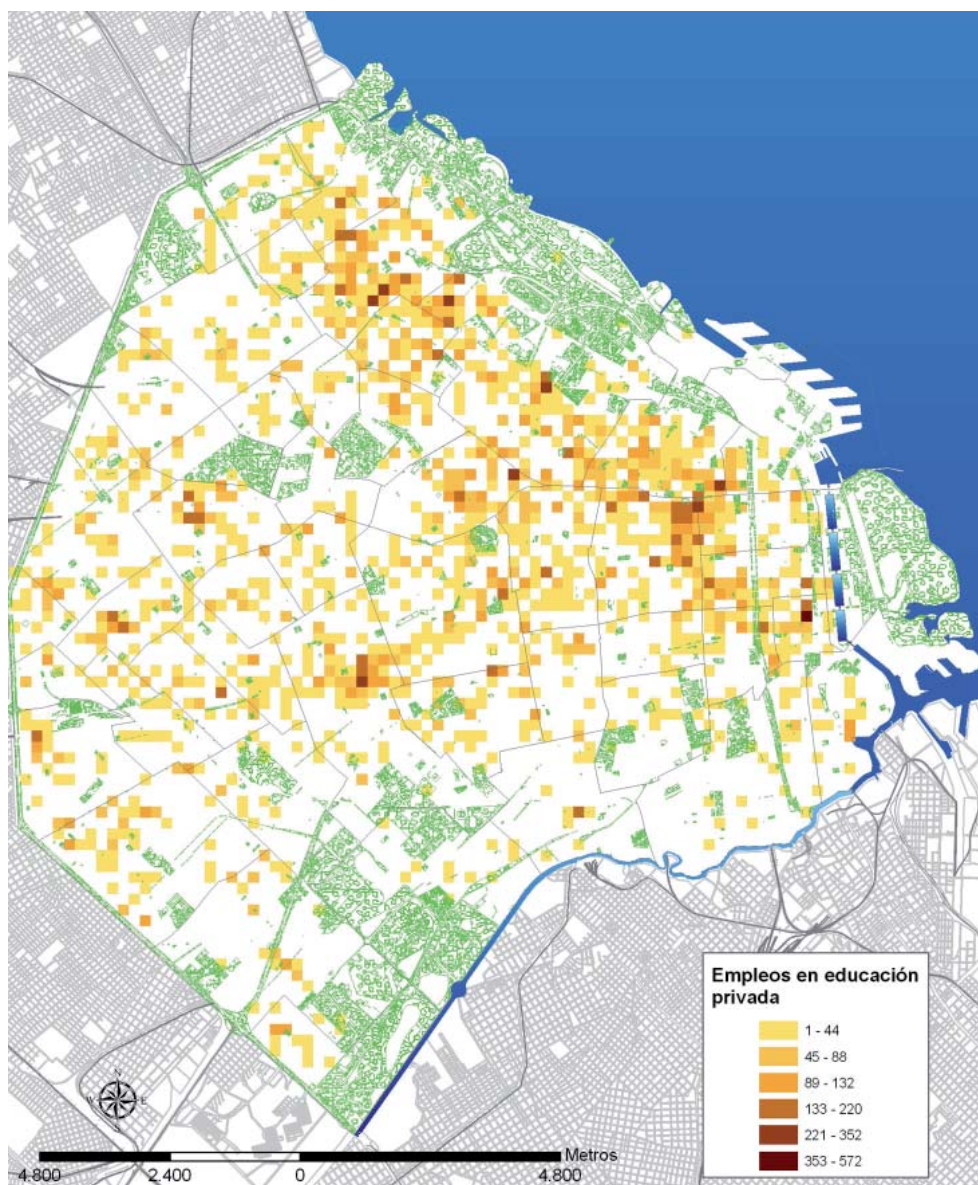 Empleos en educación
privada
1 - 44
45 - 88
89 - 132
133 - 220
221 - 352
353 - 572
N
W E
S
Metros
4.800 2.400 0 4.800